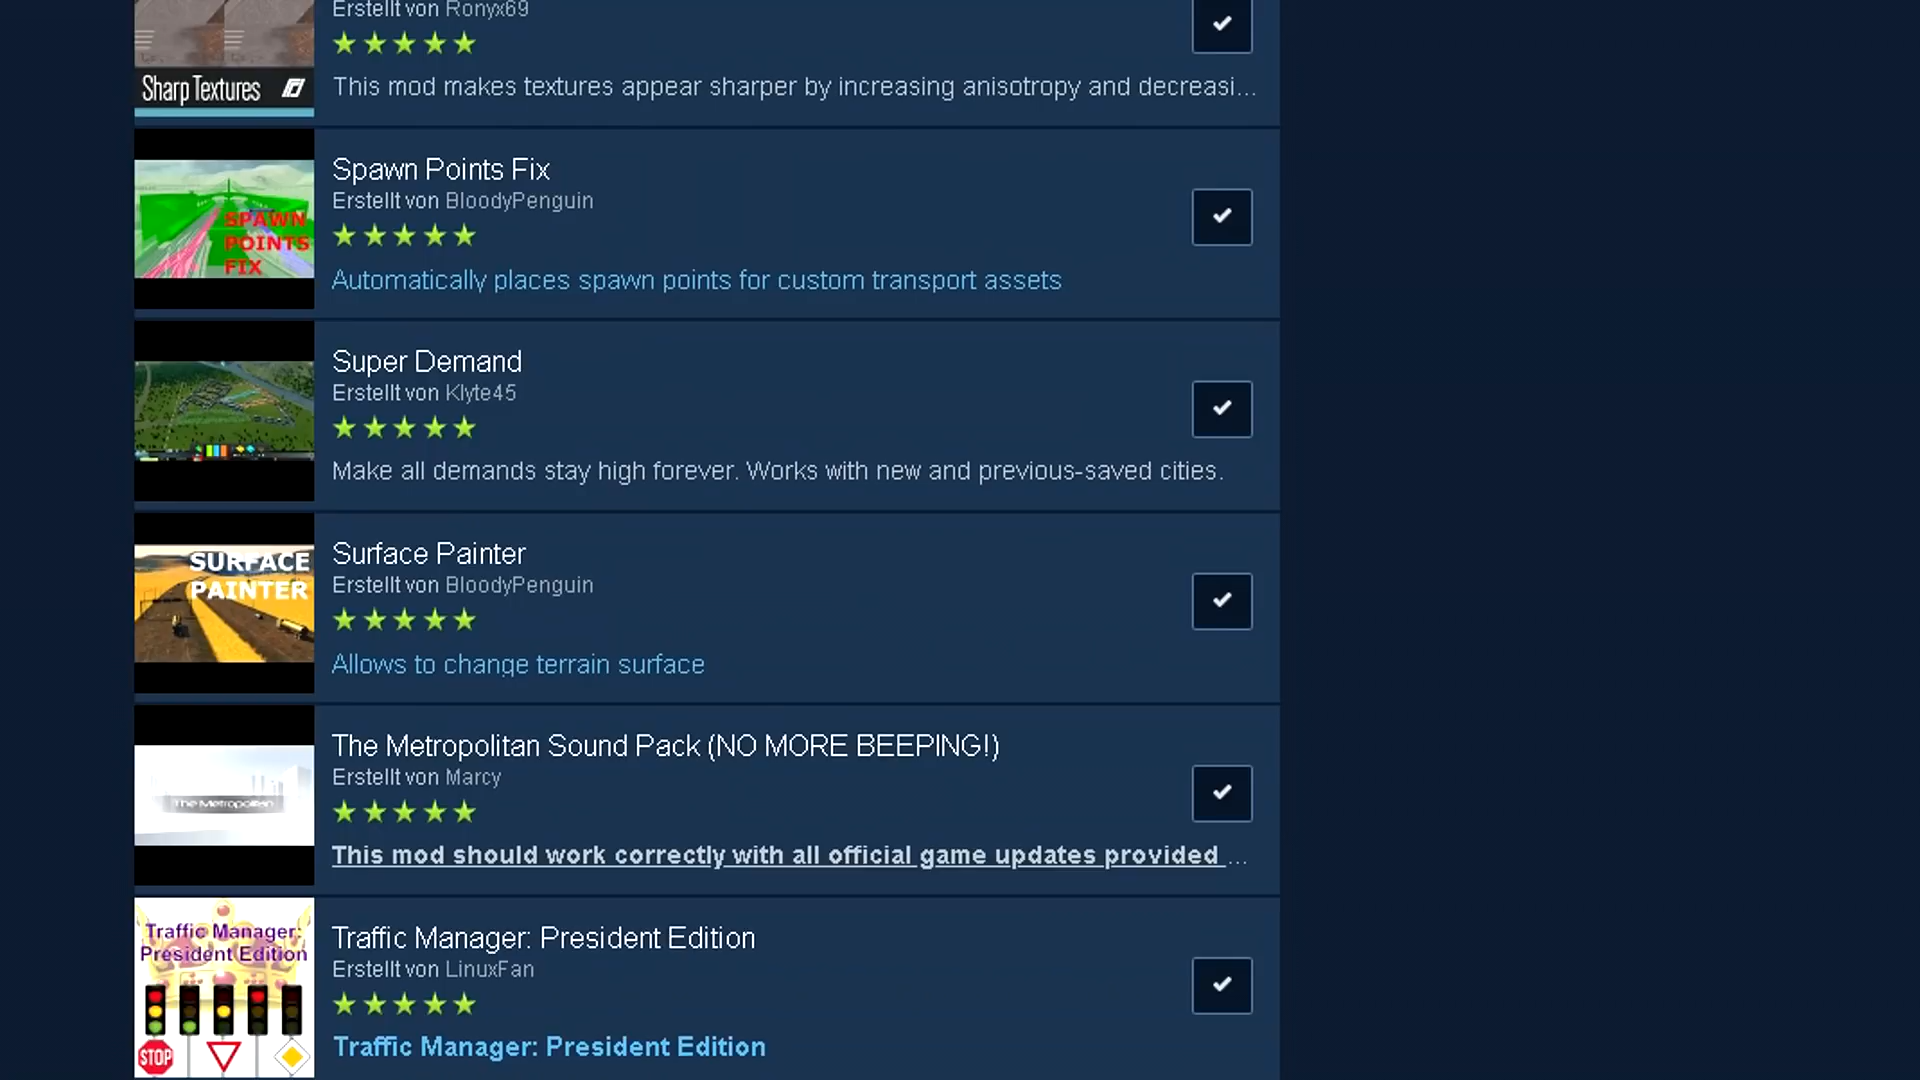 Erstellt von Ronyx69
Sharp Textures
This mod makes textures appear sharper by increasing anisotropy and decreasi...
Spawn Points Fix
Erstellt von BloodyPenguin
SPAWN
POINTS
FIX
Automatically places spawn points for custom transport assets
Super Demand
Erstellt von Klyte45
Make all demands stay high forever. Works with new and previous-saved cities.
SURFACE
PAINTER
Surface Painter
Erstellt von BloodyPenguin
Allows to change terrain surface
The Metropolitan Sound Pack (NO MORE BEEPING!)
Erstellt von Marcy
The Metropolitan
This mod should work correctly with all official game updates provided ...
Traffic Manager:
President Edition
Traffic Manager: President Edition
Erstellt von LinuxFan
STOP
Traffic Manager: President Edition